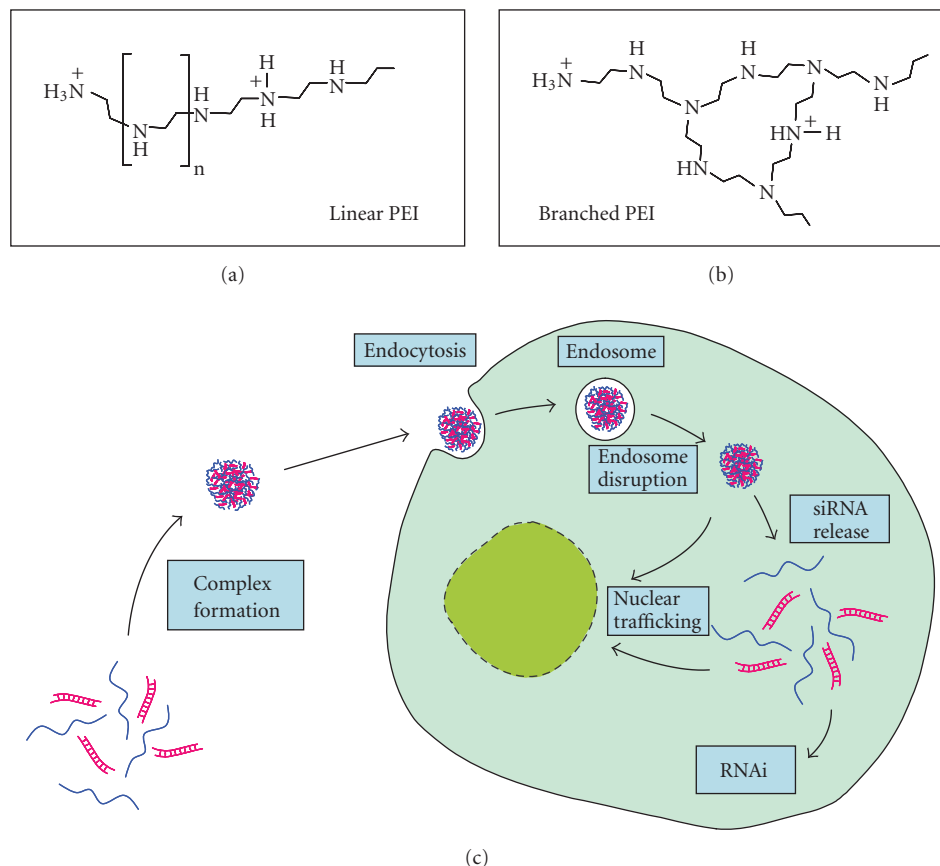 H
H
N
H
N
+
H3N
+
N
N
N
H
H
n
Linear PEI
(a)
H
H
N
N
+
N
+
H3N
N
N
H
HN
+
H
HN
N
Branched PEI
(b)
Endocytosis
Endosome
Endosome
disruption
siRNA
release
Complex
formation
Nuclear
trafficking
RNAi
(c)